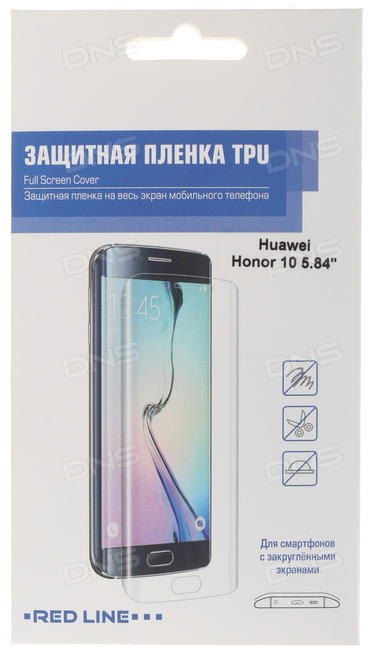 ЗАЩИТНАЯ ПЛЕНКА TPU
Full Screen Cover
Защитная пленка на весь экран мобильного телефона
Huawei
Honor 10 5.84"
12:45
Для смартфонов
с закруглёнными
экранами
RED LINE
DNS